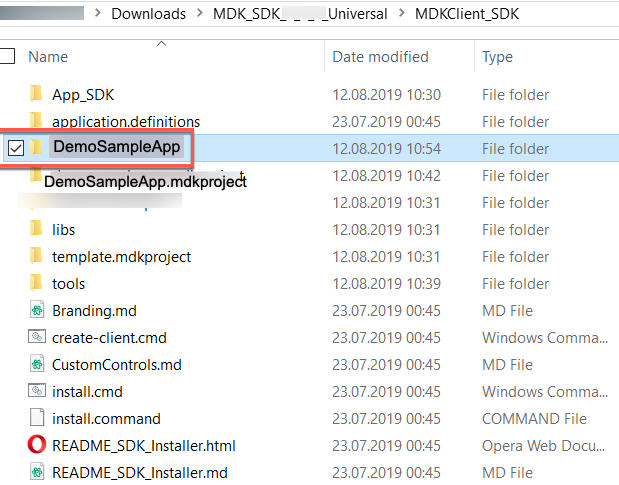 Downloads > MDK_SDK_ _Universal > MDKClient_SDK
Name Date modified Type
App_SDK 12.08.2019 10:30 File folder
application.definitions 23.07.2019 00:45 File folder
DemoSampleApp 12.08.2019 10:54 File folder
DemoSampleApp.mdkproject 12.08.2019 10:42 File folder
12.08.2019 10:31 File folder
libs 12.08.2019 10:31 File folder
template.mdkproject 12.08.2019 10:31 File folder
tools 12.08.2019 10:39 File folder
Branding.md 23.07.2019 00:45 MD File
create-client.cmd 23.07.2019 00:45 Windows Comma...
CustomControls.md 23.07.2019 00:45 MD File
install.cmd 23.07.2019 00:45 Windows Comma...
install.command 23.07.2019 00:45 COMMAND File
README_SDK_Installer.html 23.07.2019 00:45 Opera Web Docu...
README_SDK_Installer.md 23.07.2019 00:45 MD File